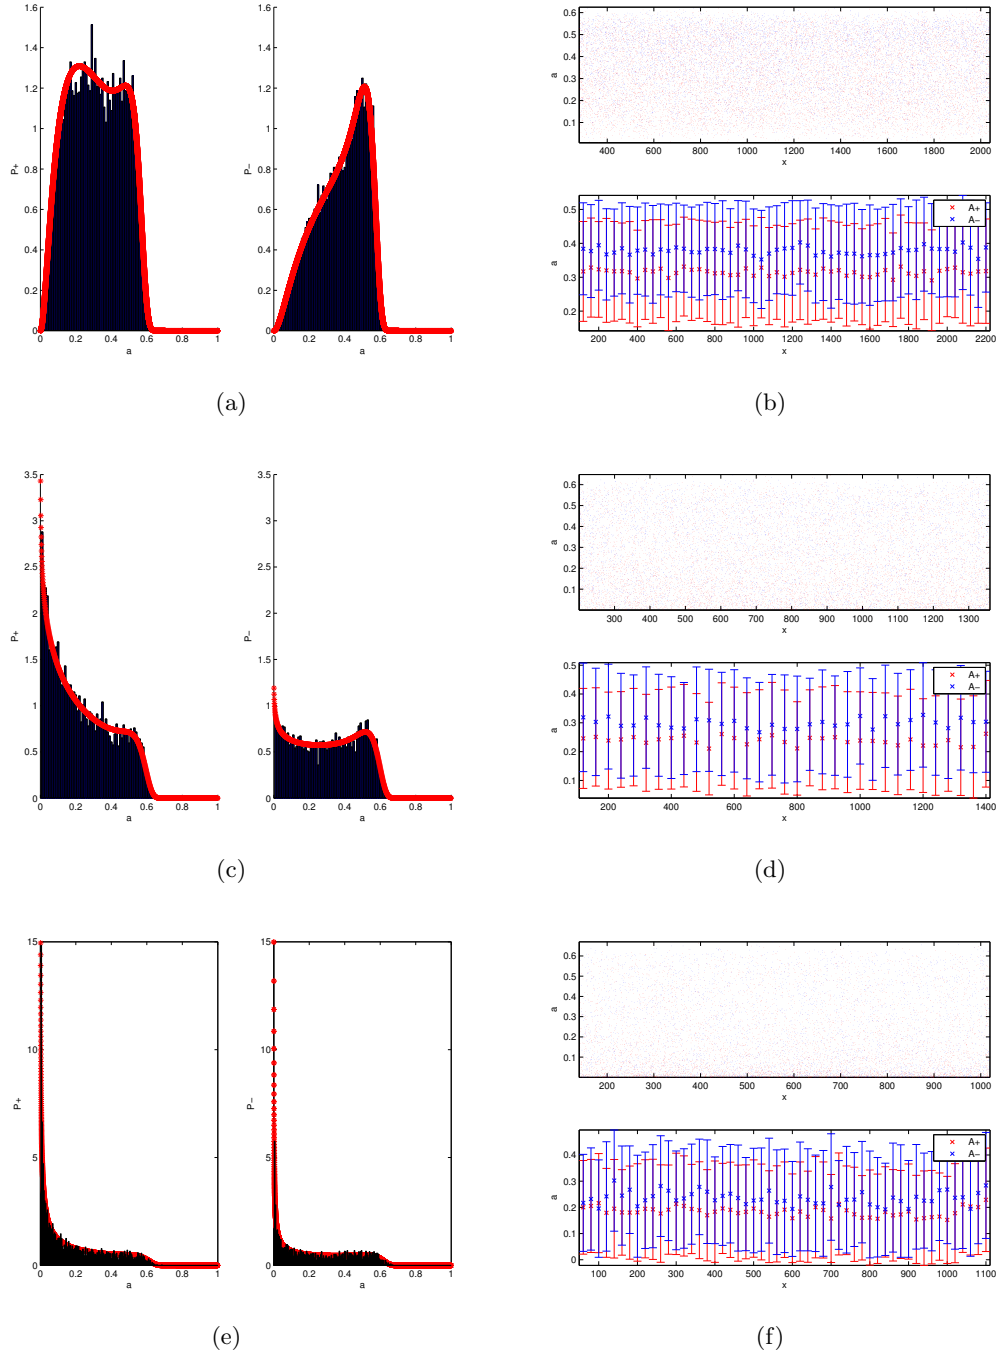 1.6
1.4
1.2
1
0.8
0.6
0.4
0.2
0
P+
0 0.2 0.4 0.6 0.8 1
a
1.6
1.4
1.2
1
0.8
0.6
0.4
0.2
0
P−
0 0.2 0.4 0.6 0.8 1
a
(a)
0.6
0.5
0.4
0.3
0.2
0.1
a
400 600 800 1000 1200 1400 1600 1800 2000
x
0.5
0.4
0.3
0.2
a
A+
A−
200 400 600 800 1000 1200 1400 1600 1800 2000 2200
x
(b)
3.5
3
2.5
2
1.5
1
0.5
0
P+
0 0.2 0.4 0.6 0.8 1
a
3.5
3
2.5
2
1.5
1
0.5
0
P−
0 0.2 0.4 0.6 0.8 1
a
(c)
0.6
0.5
0.4
0.3
0.2
0.1
a
300 400 500 600 700 800 900 1000 1100 1200 1300
x
0.5
0.4
0.3
0.2
0.1
a
A+
A−
200 400 600 800 1000 1200 1400
x
(d)
15
10
5
0
P+
0 0.2 0.4 0.6 0.8 1
a
15
10
5
0
P−
0 0.2 0.4 0.6 0.8 1
a
(e)
0.6
0.5
0.4
0.3
0.2
0.1
a
200 300 400 500 600 700 800 900 1000
x
0.4
0.3
0.2
0.1
0
a
A+
A−
100 200 300 400 500 600 700 800 900 1000 1100
x
(f)